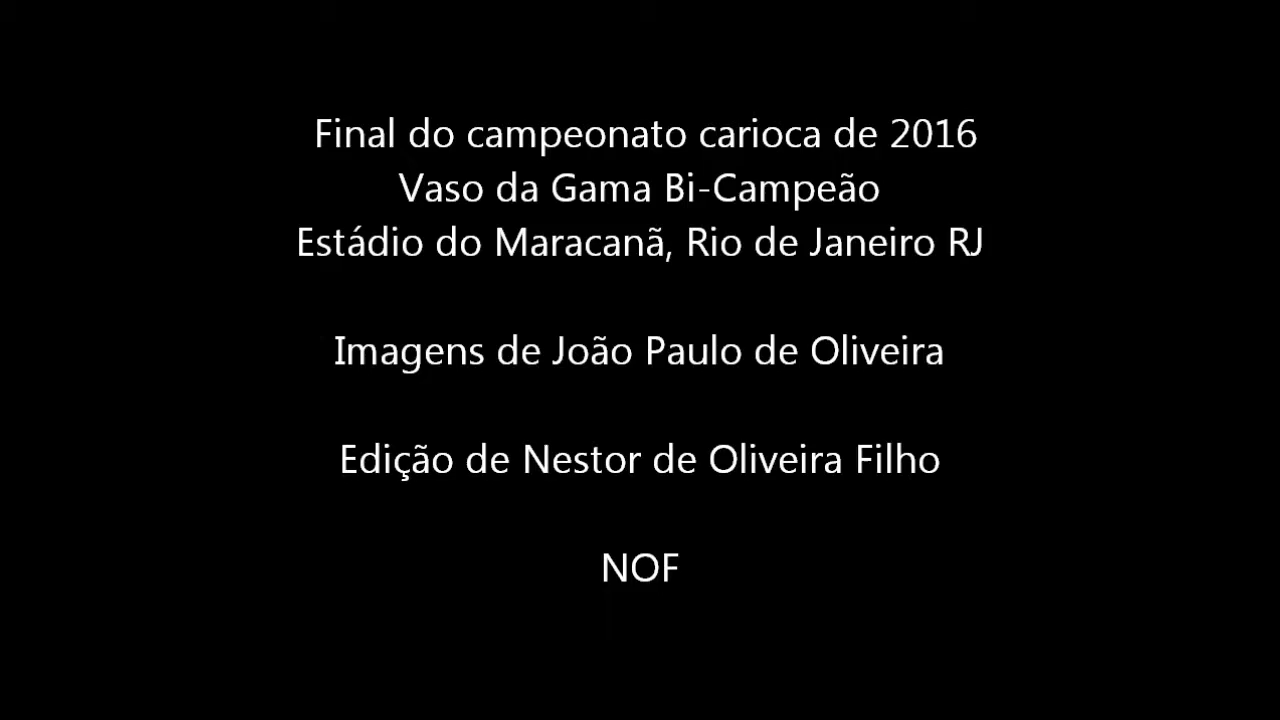 Final do campeonato carioca de 2016
Vaso da Gama Bi-Campeão
Estádio do Maracanã, Rio de Janeiro RJ
Imagens de João Paulo de Oliveira
Edição de Nestor de Oliveira Filho
NOF